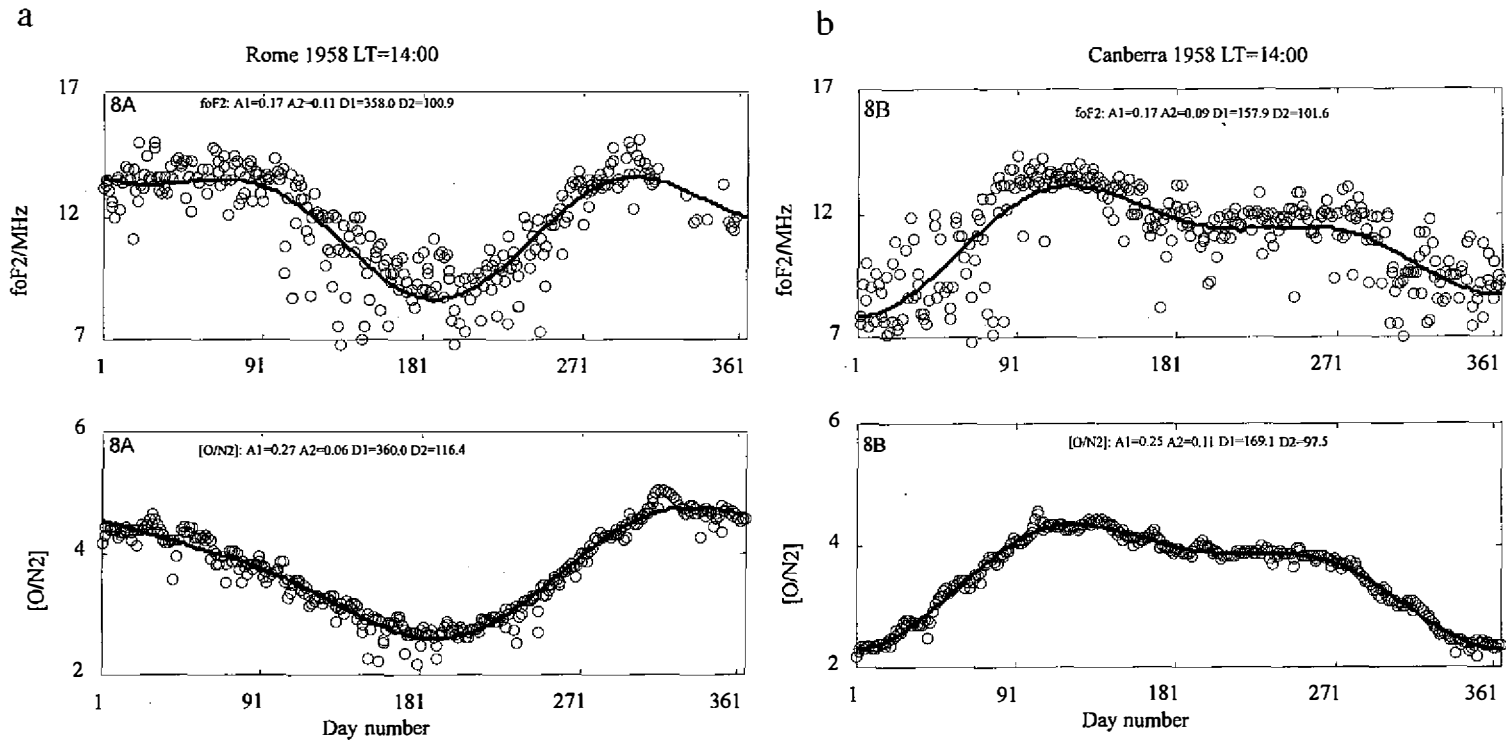 a
Rome 1958 LT=14:00
17
8A
foF2: A1=0.17 A2=0.11 D1=358.0 D2=100.9
12
foF2/MHz
7
1 91 181 271 361
6
8A
[O/N2]: A1=0.27 A2=0.06 D1=360.0 D2=116.4
4
[O/N2]
2
1 91 181 271 361
Day number
b
Canberra 1958 LT=14:00
17
8B
foF2: A1=0.17 A2=0.09 D1=157.9 D2=101.6
12
foF2/MHz
7
1 91 181 271 361
6
8B
[O/N2]: A1=0.25 A2=0.11 D1=169.1 D2=97.5
4
[O/N2]
2
1 91 181 271 361
Day number